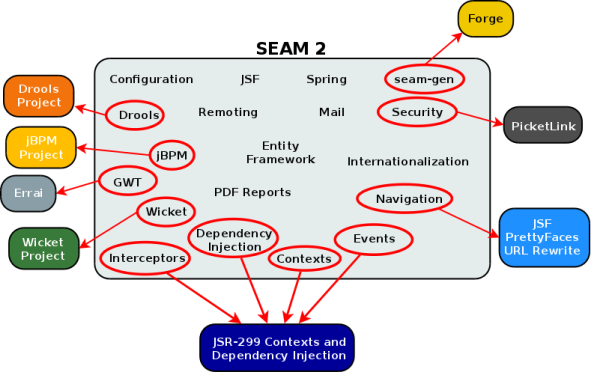 Forge
SEAM 2
Configuration
JSF
Spring
seam-gen
Drools
Project
Drools
Remoting
Mail
Security
PicketLink
jBPM
Project
jBPM
Entity
Framework
Internationalization
Errai
GWT
PDF Reports
Navigation
Wicket
JSF
PrettyFaces
URL Rewrite
Wicket
Project
Dependency
Injection
Events
Interceptors
Contexts
JSR-299 Contexts and
Dependency Injection